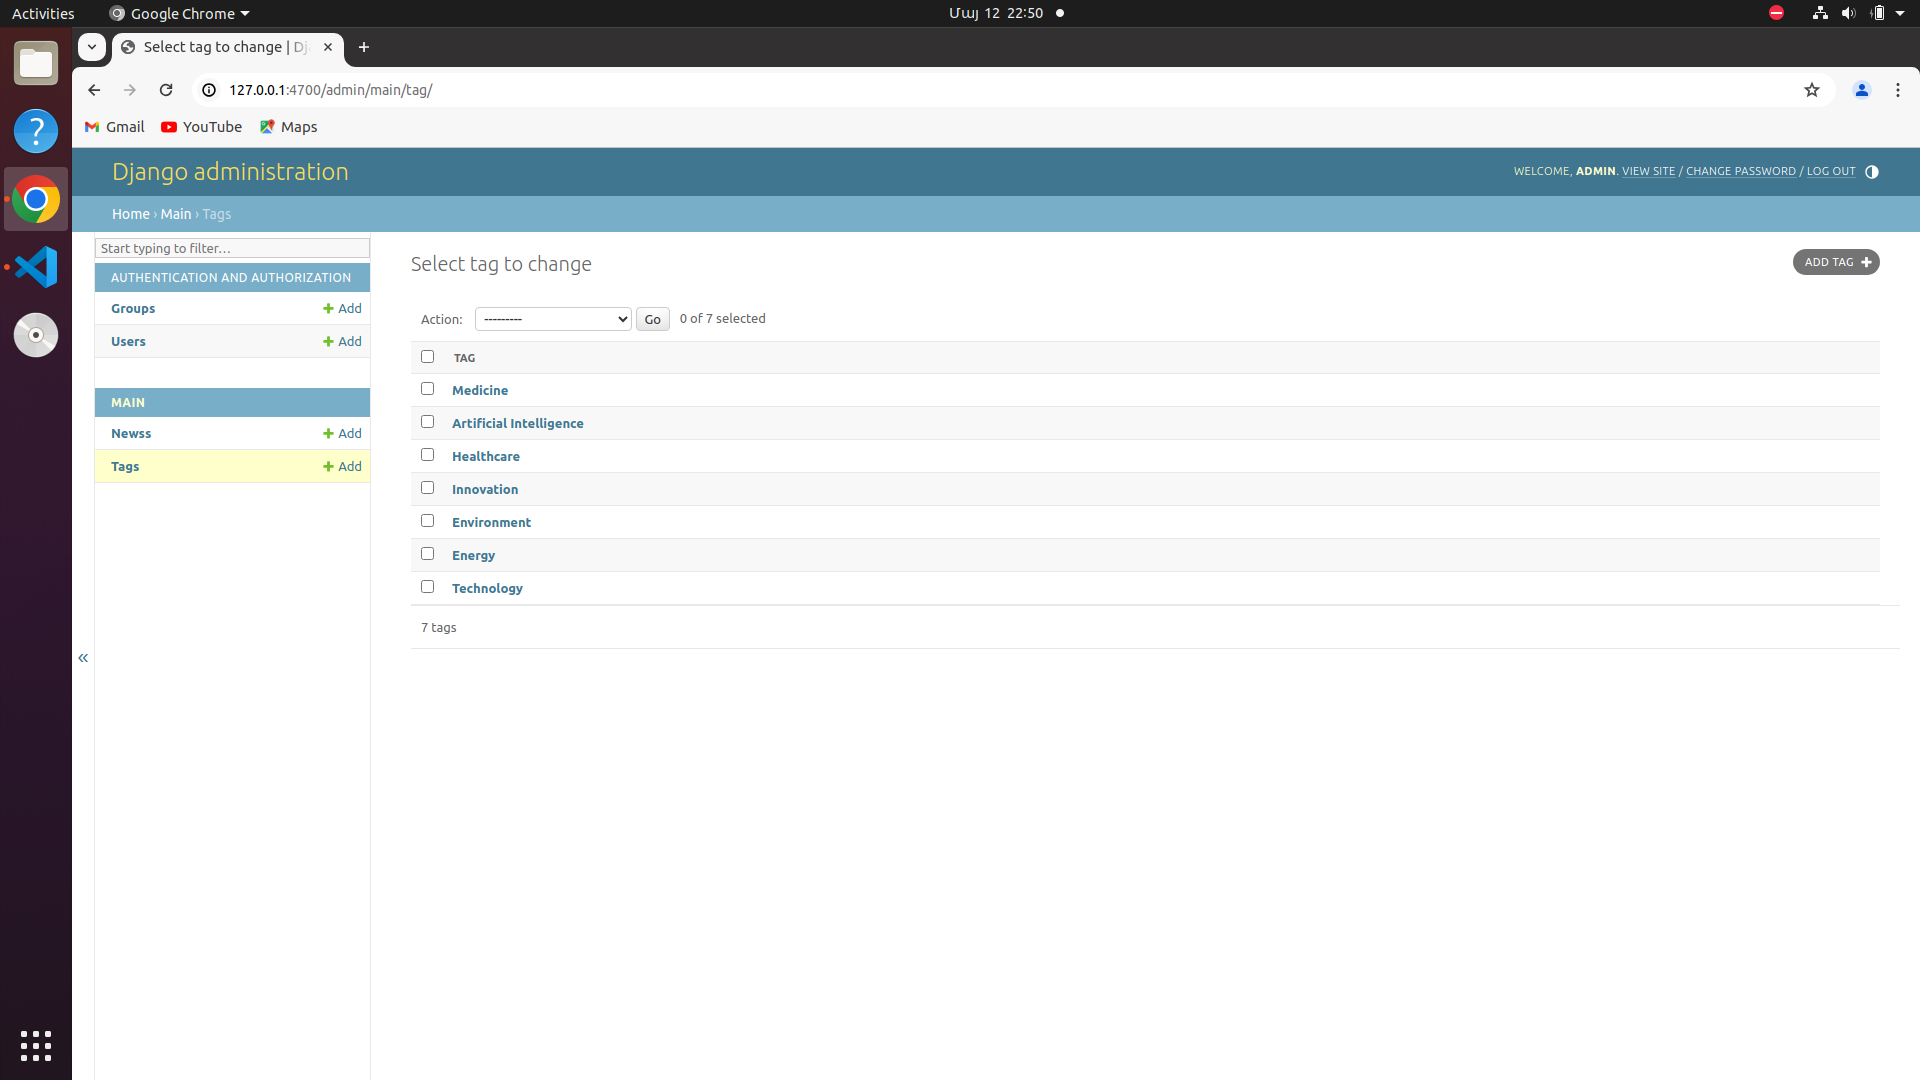 Activities Google Chrome Մայ 12 22:50
Select tag to change | Dj
127.0.0.1:4700/admin/main/tag/
Gmail YouTube Maps
Django administration
WELCOME, ADMIN. VIEW SITE / CHANGE PASSWORD / LOG OUT
Home › Main › Tags
Start typing to filter...
AUTHENTICATION AND AUTHORIZATION
Groups + Add
Users + Add
MAIN
Newss + Add
Tags + Add
«
Select tag to change
ADD TAG +
Action: --------- Go 0 of 7 selected
TAG
Medicine
Artificial Intelligence
Healthcare
Innovation
Environment
Energy
Technology
7 tags